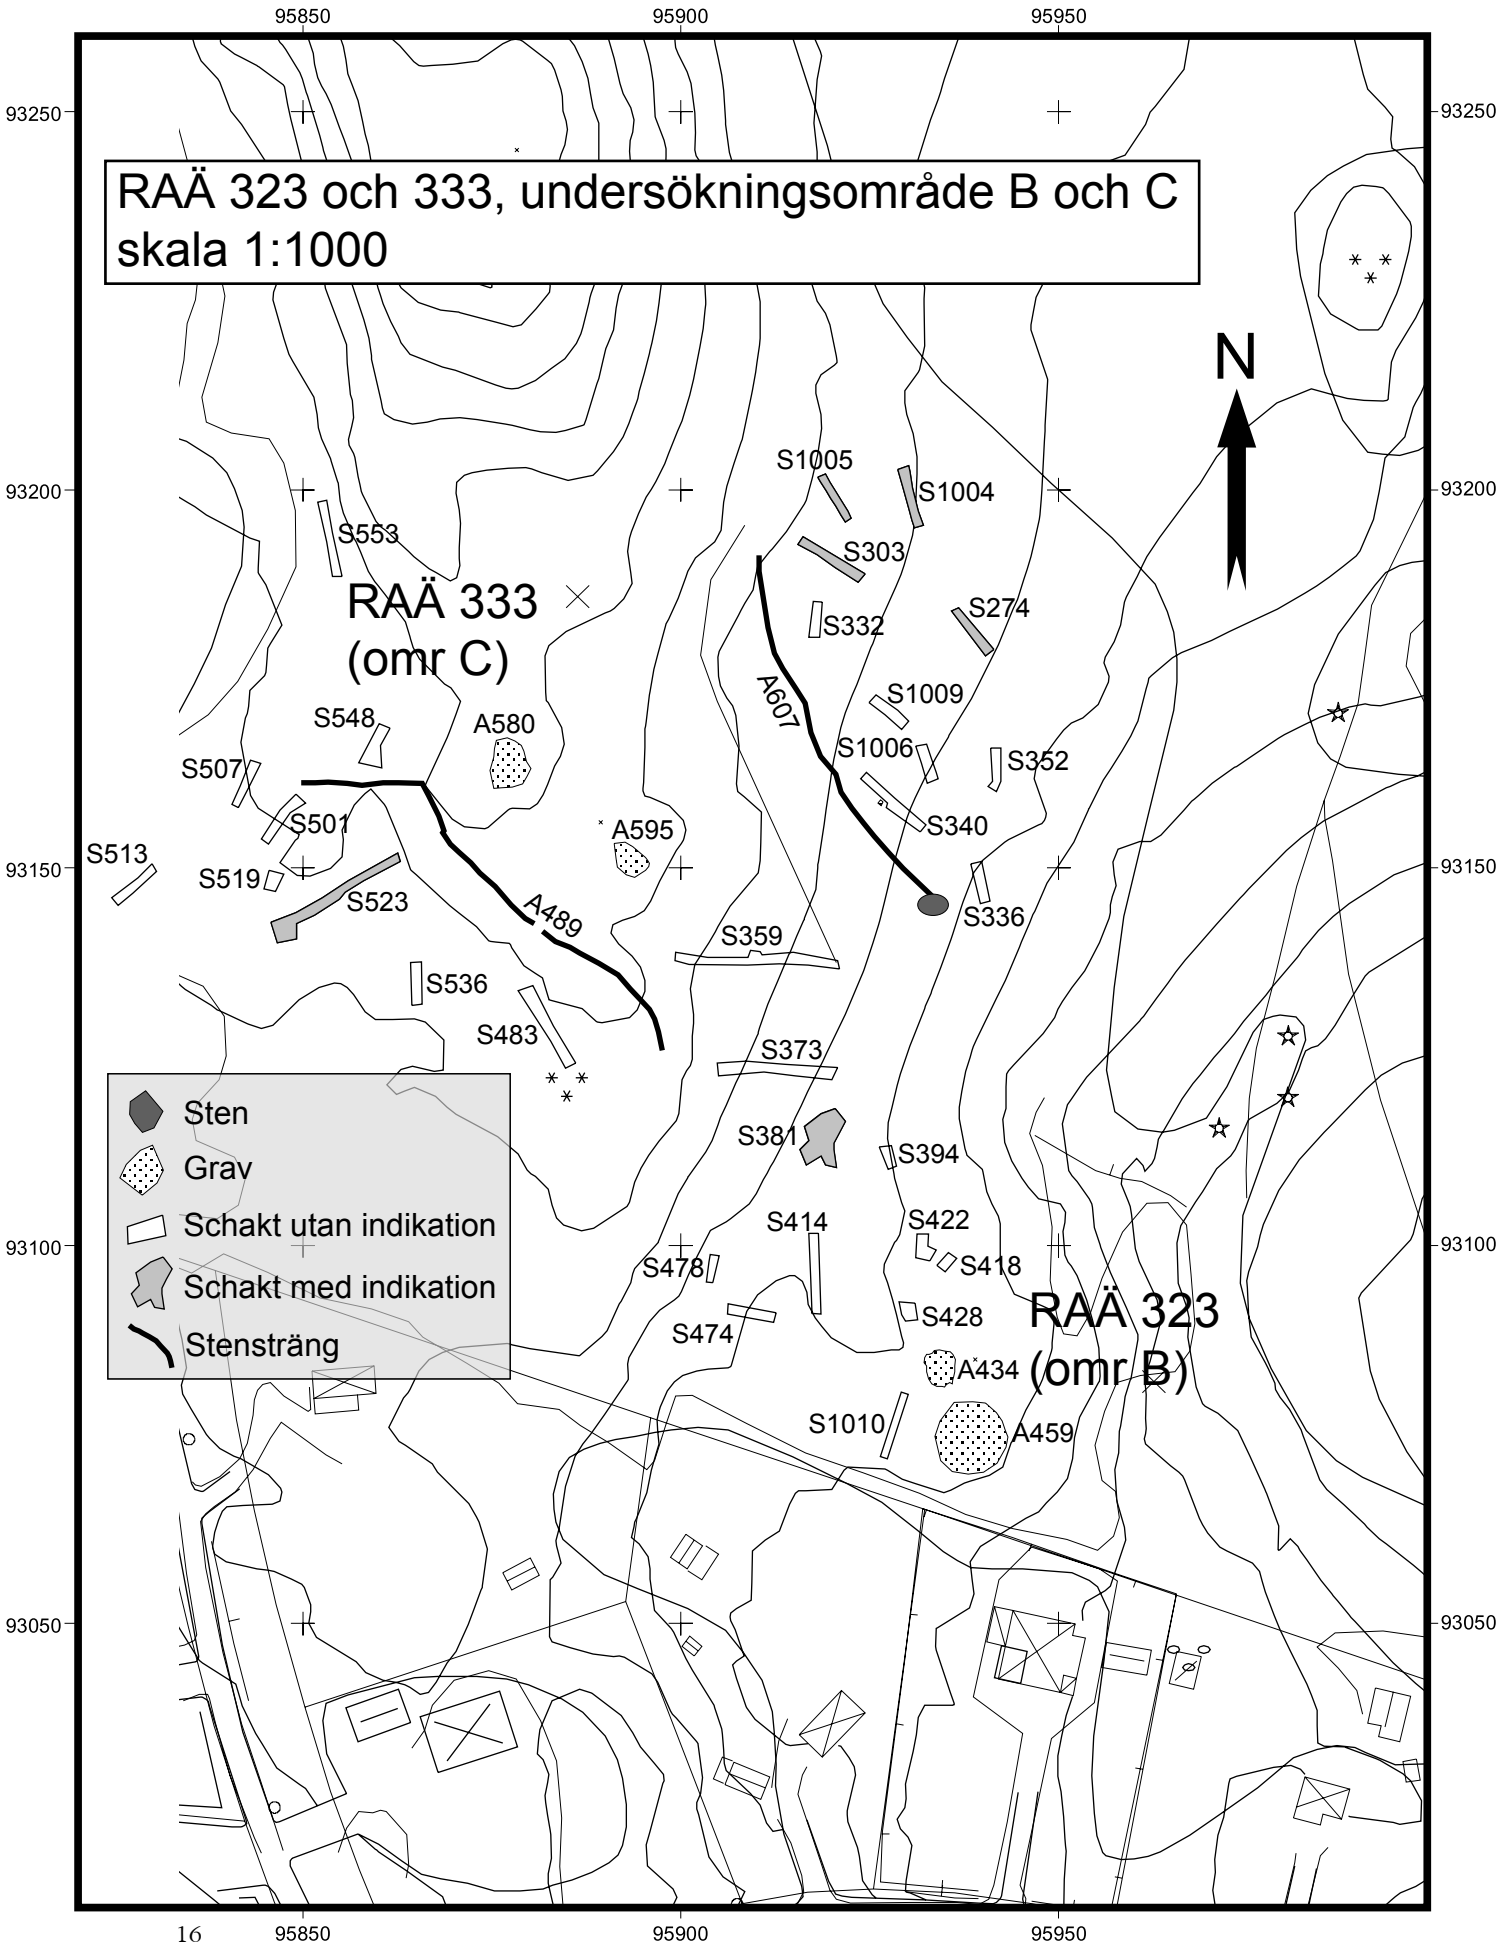 95850
95900
95950
93250
93250
RAÄ 323 och 333, undersökningsområde B och C
skala 1:1000
N
S1005
93200
S1004
93200
S553
S303
RAÄ 333
S274
S332
(omr C)
A607
S1009
S548
A580
S1006
S352
S507
S501
A595
S340
S513
93150
93150
S519
S523
A489
S336
S359
S536
S483
S373
Sten
S381
S394
Grav
Schakt utan indikation
S414
S422
93100
93100
S478
S418
Schakt med indikation
RAÄ 323
S428
S474
Stensträng
A434
(omr B)
S1010
A459
93050
93050
16
95850
95900
95950